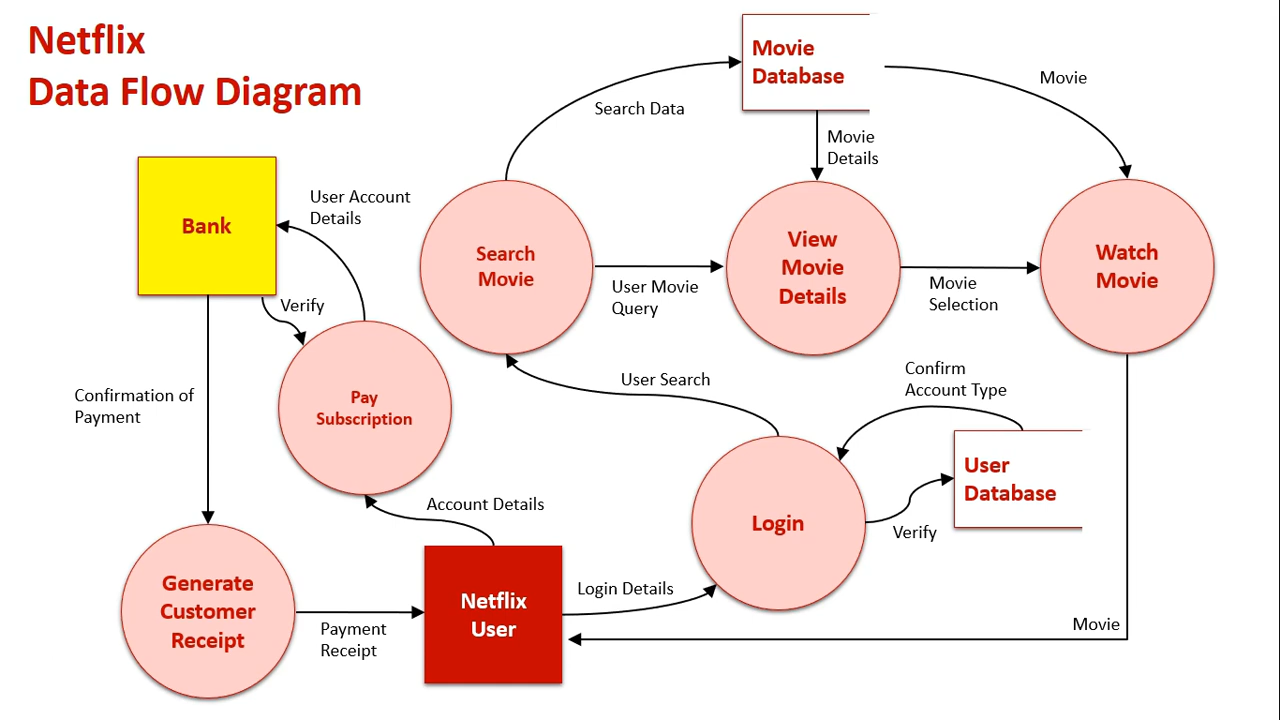 Netflix
Data Flow Diagram
Movie
Database
Movie
Search Data
Movie
Details
User Account
Details
Bank
Search
Movie
View
Movie
Details
Watch
Movie
User Movie
Query
Movie
Selection
Verify
Confirmation of
Payment
Pay
Subscription
User Search
Confirm
Account Type
User
Database
Account Details
Login
Verify
Generate
Customer
Receipt
Payment
Receipt
Netflix
User
Login Details
Movie